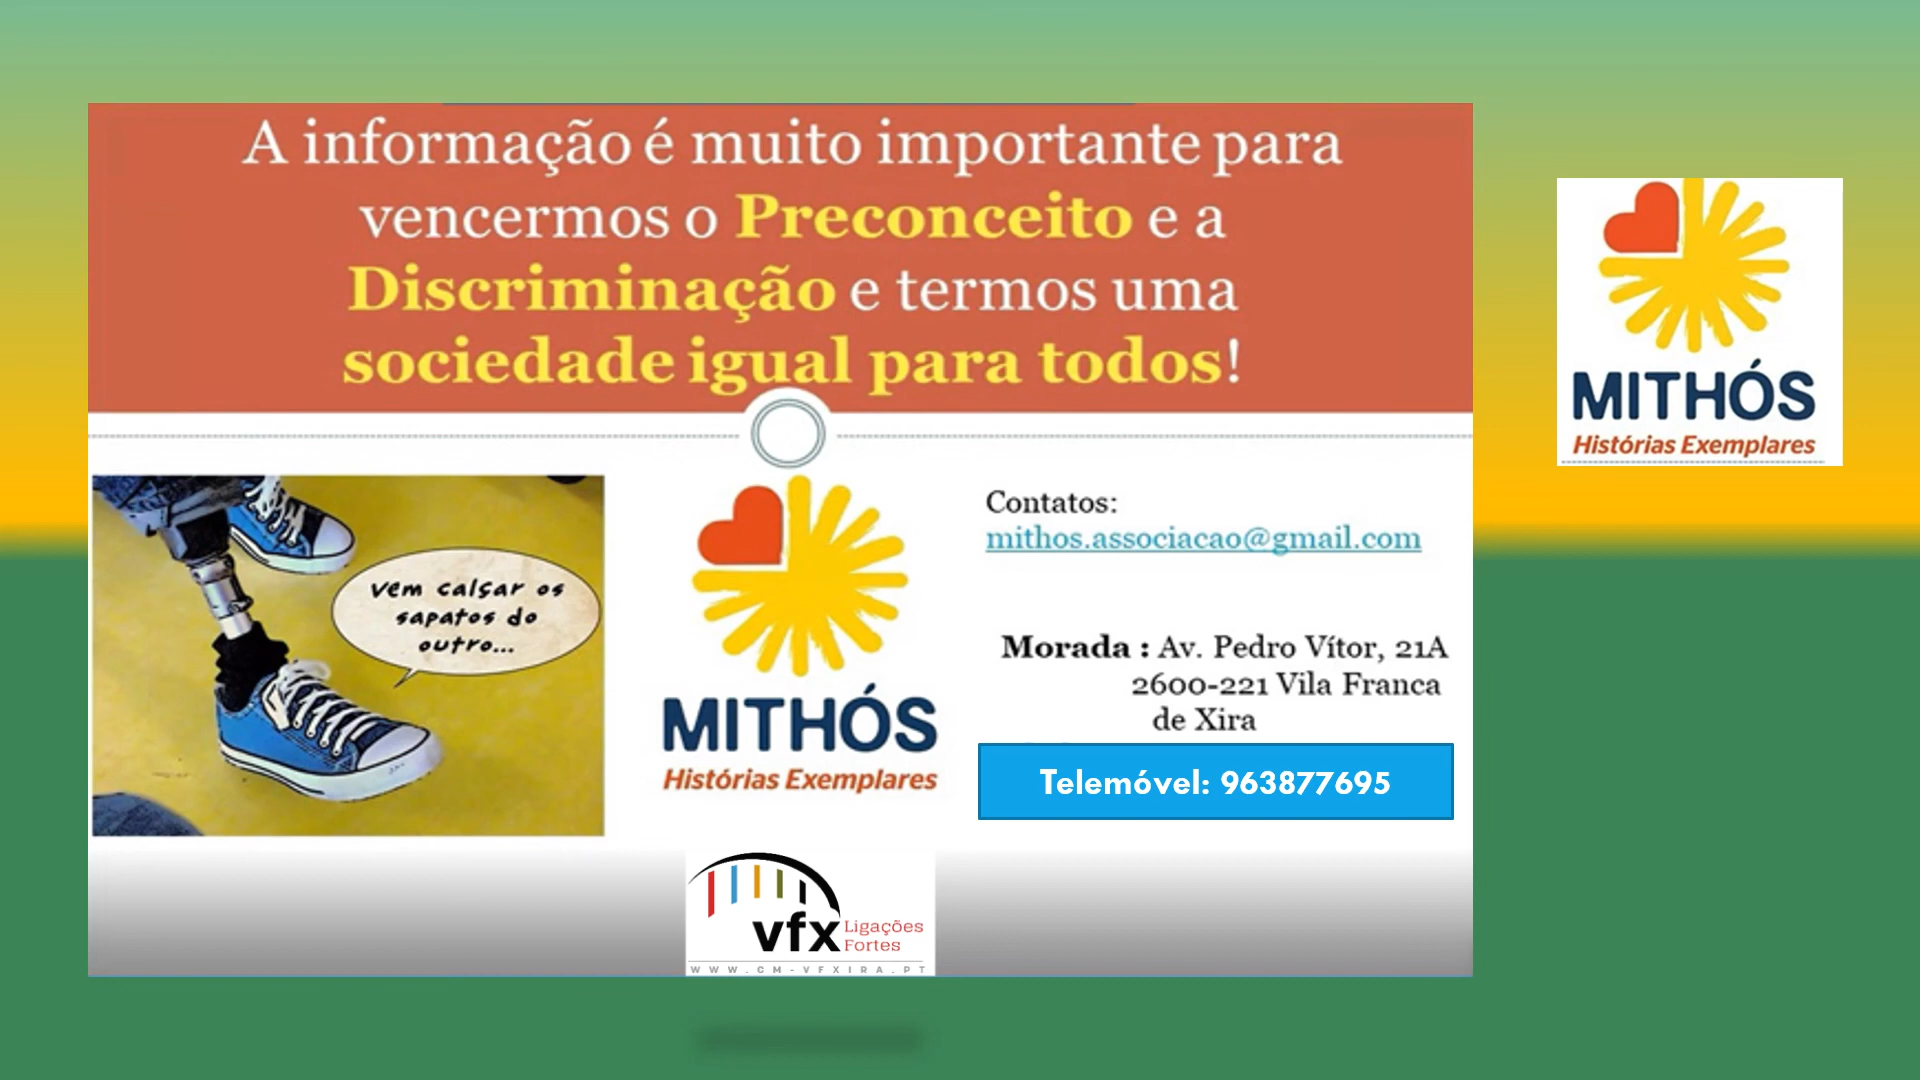 A informação é muito importante para
vencermos o Preconceito e a
Discriminação e termos uma
sociedade igual para todos!
MITHÓS
Histórias Exemplares
vem calçar os
sapatos do
outro...
MITHÓS
Histórias Exemplares
Contatos:
mithos.associacao@gmail.com
Morada : Av. Pedro Vítor, 21A
2600-221 Vila Franca
de Xira
Telemóvel: 963877695
vfx Ligações
Fortes
WWW.CM-VFXIRA.PT